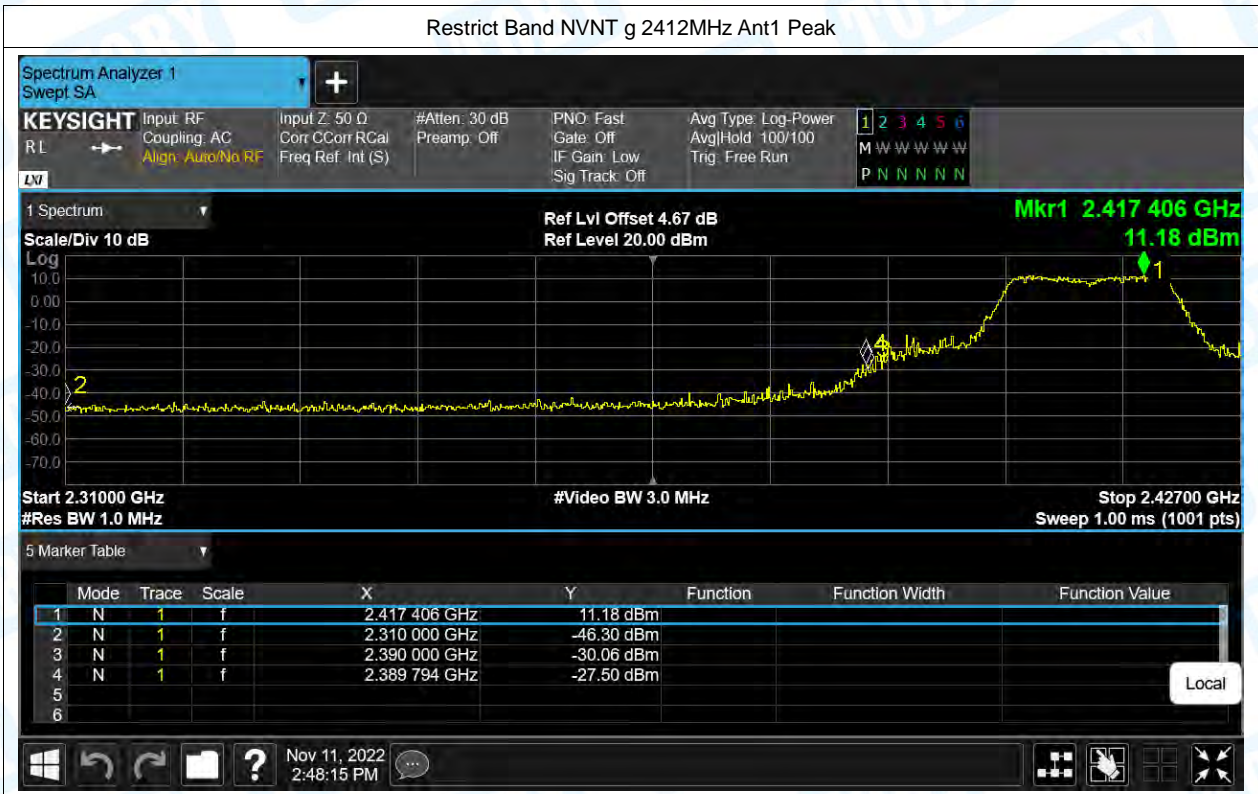 Restrict Band NVNT g 2412MHz Ant1 Peak
Spectrum Analyzer 1
Swept SA
+
KEYSIGHT
RL
LXI
Input: RF
Coupling: AC
Align: Auto/No RF
Input Z: 50 Ω
Corr CCorr RCal
Freq Ref: Int (S)
#Atten: 30 dB
Preamp: Off
PNO: Fast
Gate: Off
IF Gain: Low
Sig Track: Off
Avg Type: Log-Power
Avg|Hold: 100/100
Trig: Free Run
1 2 3 4 5 6
M W W W W W W
P N N N N N N
1 Spectrum
Scale/Div 10 dB
Ref Lvl Offset 4.67 dB
Ref Level 20.00 dBm
Mkr1 2.417 406 GHz
11.18 dBm
Log
10.0
0.00
-10.0
-20.0
-30.0
-40.0
-50.0
-60.0
-70.0
1
2
4
Start 2.31000 GHz
#Res BW 1.0 MHz
#Video BW 3.0 MHz
Stop 2.42700 GHz
Sweep 1.00 ms (1001 pts)
5 Marker Table
Mode Trace Scale X Y Function Function Width Function Value
1 N 1 f 2.417 406 GHz 11.18 dBm
2 N 1 f 2.310 000 GHz -46.30 dBm
3 N 1 f 2.390 000 GHz -30.06 dBm
4 N 1 f 2.389 794 GHz -27.50 dBm
5
6
Local
?
Nov 11, 2022
2:48:15 PM